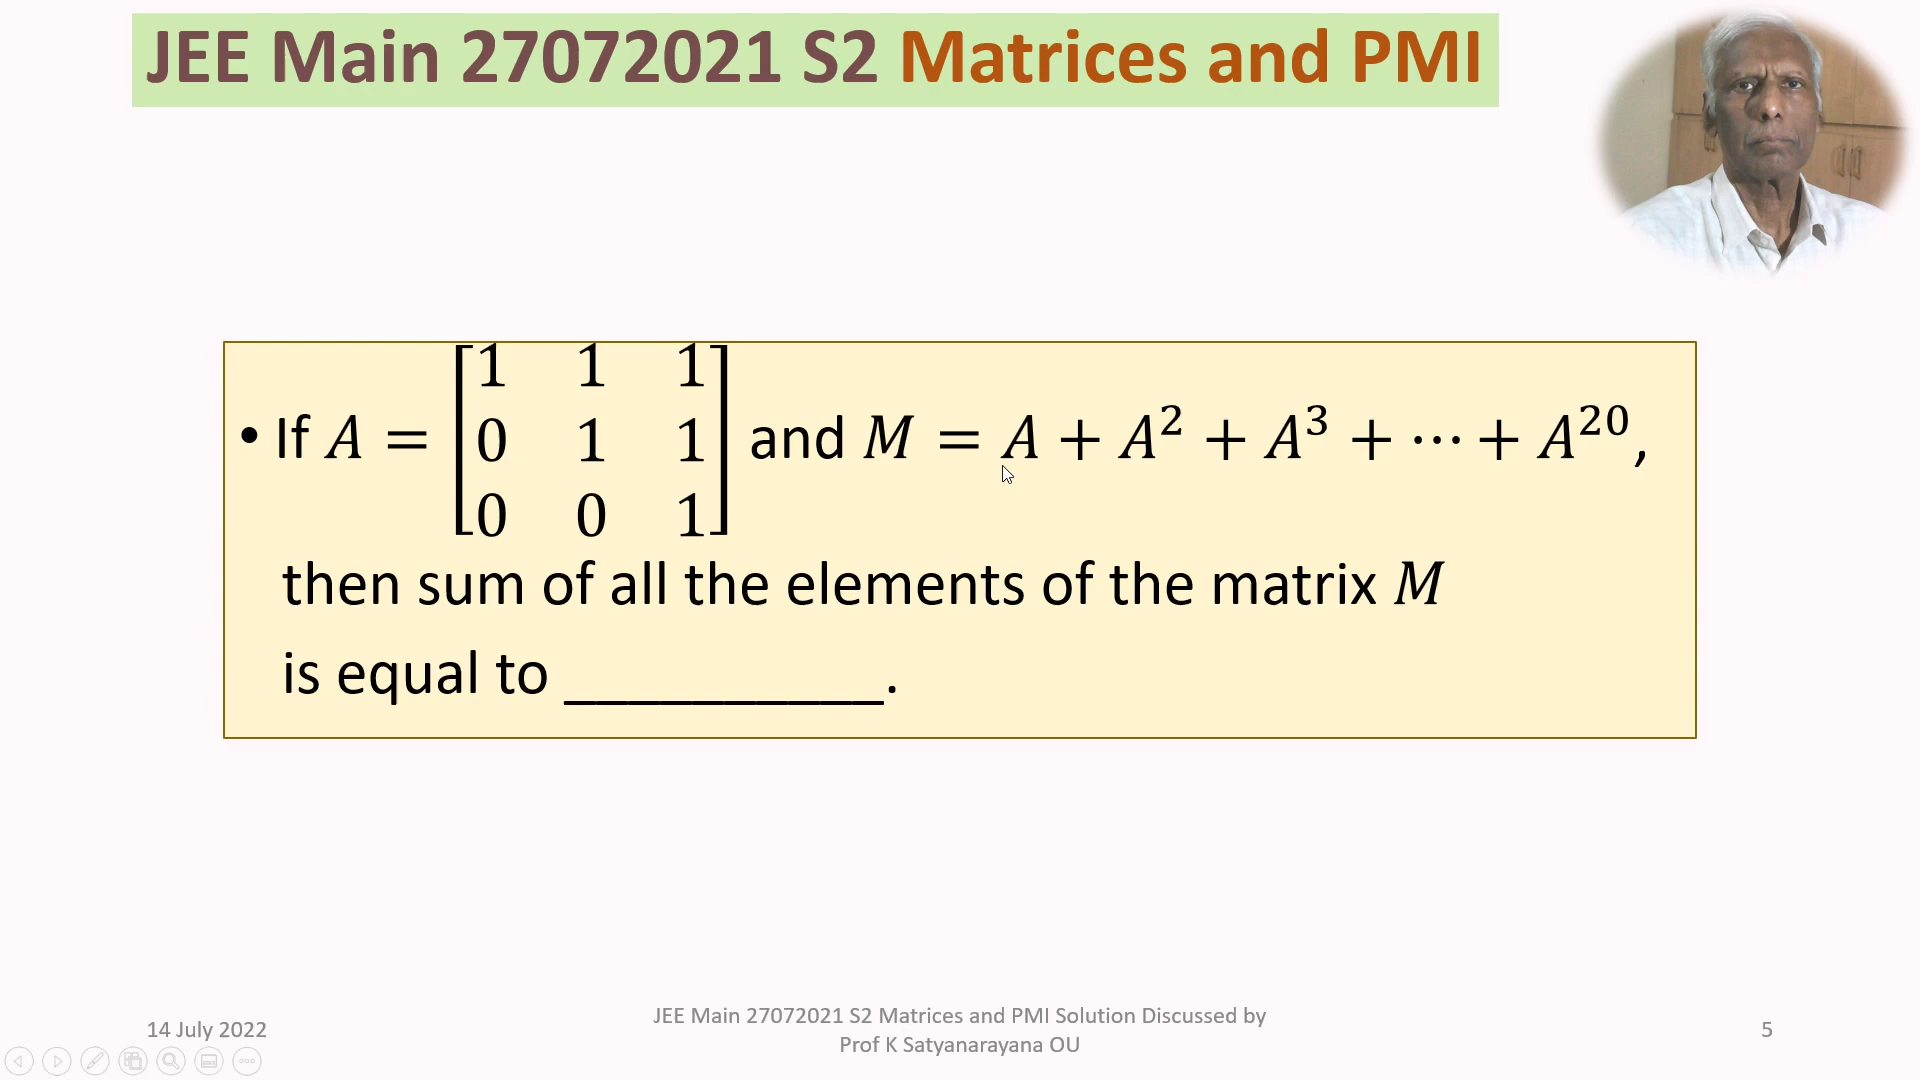 JEE Main 27072021 S2 Matrices and PMI
• If A = [1 1 1; 0 1 1; 0 0 1] and M = A + A² + A³ + ⋯ + A²⁰,
then sum of all the elements of the matrix M
is equal to __________.
14 July 2022
JEE Main 27072021 S2 Matrices and PMI Solution Discussed by
Prof K Satyanarayana OU
5